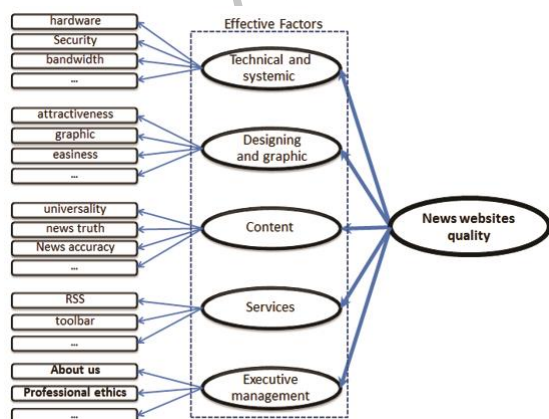 Effective Factors
hardware
Security
bandwidth
...
Technical and
systemic
attractiveness
graphic
easiness
...
Designing
and graphic
universality
news truth
News accuracy
...
Content
RSS
toolbar
...
Services
About us
Professional ethics
...
Executive
management
News websites
quality